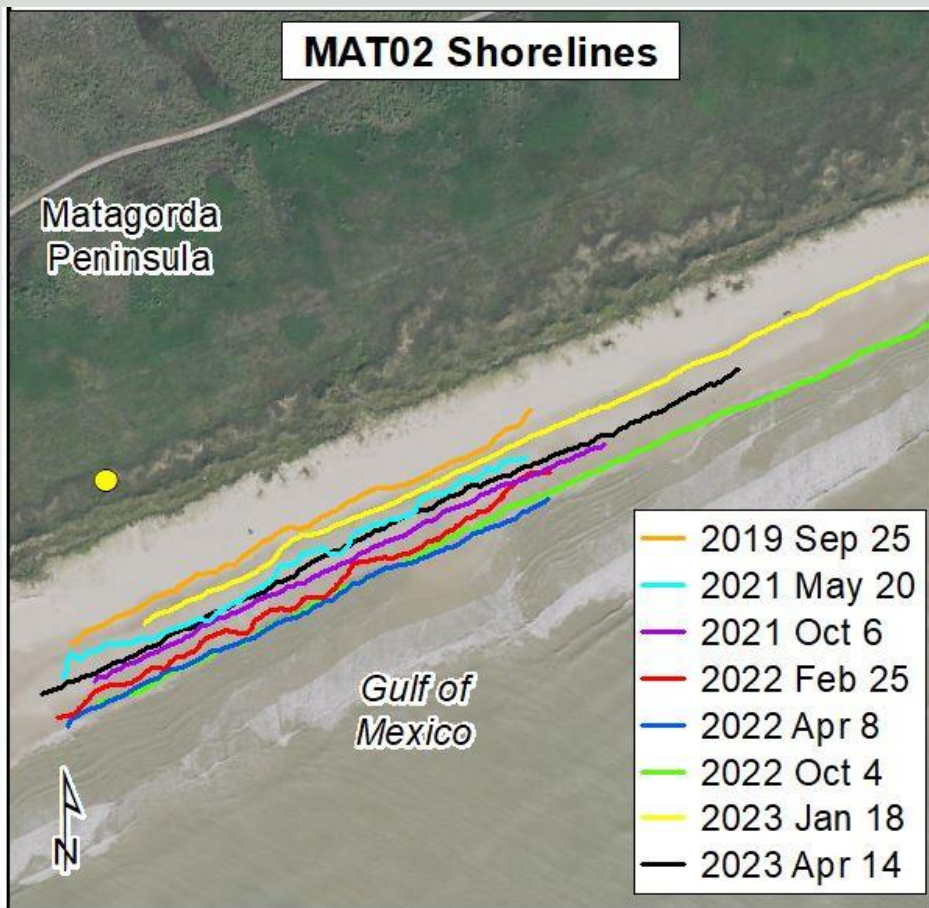 MAT02 Shorelines
Matagorda
Peninsula
Gulf of
Mexico
N
2019 Sep 25
2021 May 20
2021 Oct 6
2022 Feb 25
2022 Apr 8
2022 Oct 4
2023 Jan 18
2023 Apr 14